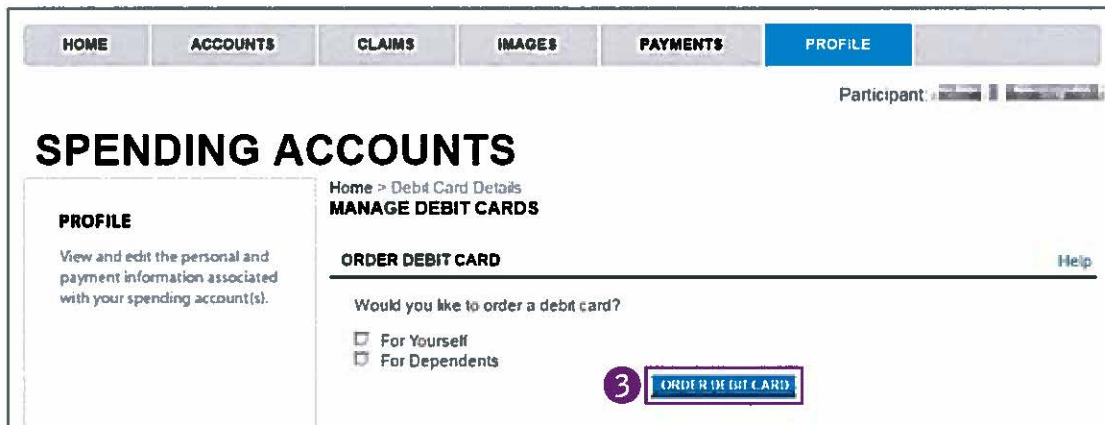 HOME ACCOUNTS CLAIMS IMAGES PAYMENTS PROFILE
Participant:
SPENDING ACCOUNTS
PROFILE
View and edit the personal and
payment information associated
with your spending account(s).
Home > Debit Card Details
MANAGE DEBIT CARDS
ORDER DEBIT CARD Help
Would you like to order a debit card?
For Yourself
For Dependents
3 ORDER DEBIT CARD